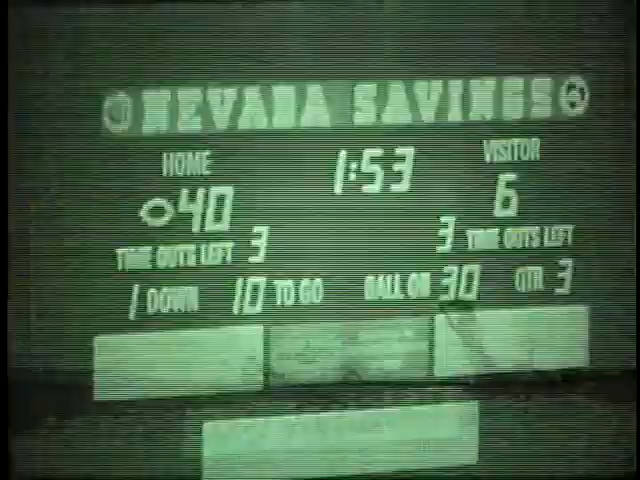 NEVADA SAVINGS
HOME 1:53 VISITOR
40 6
TIME OUTS LEFT 3 3 TIME OUTS LEFT
1 DOWN 10 TO GO BALL ON 30 QTR 3